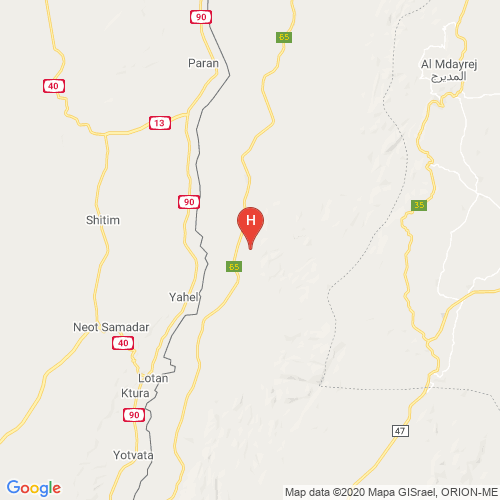 90
65
Paran
Al Mdayrej
المديرج
40
13
90
35
Shitim
H
65
Yahel
Neot Samadar
40
Lotan
Ktura
90
47
Yotvata
Google
Map data ©2020 Mapa GISrael, ORION-ME